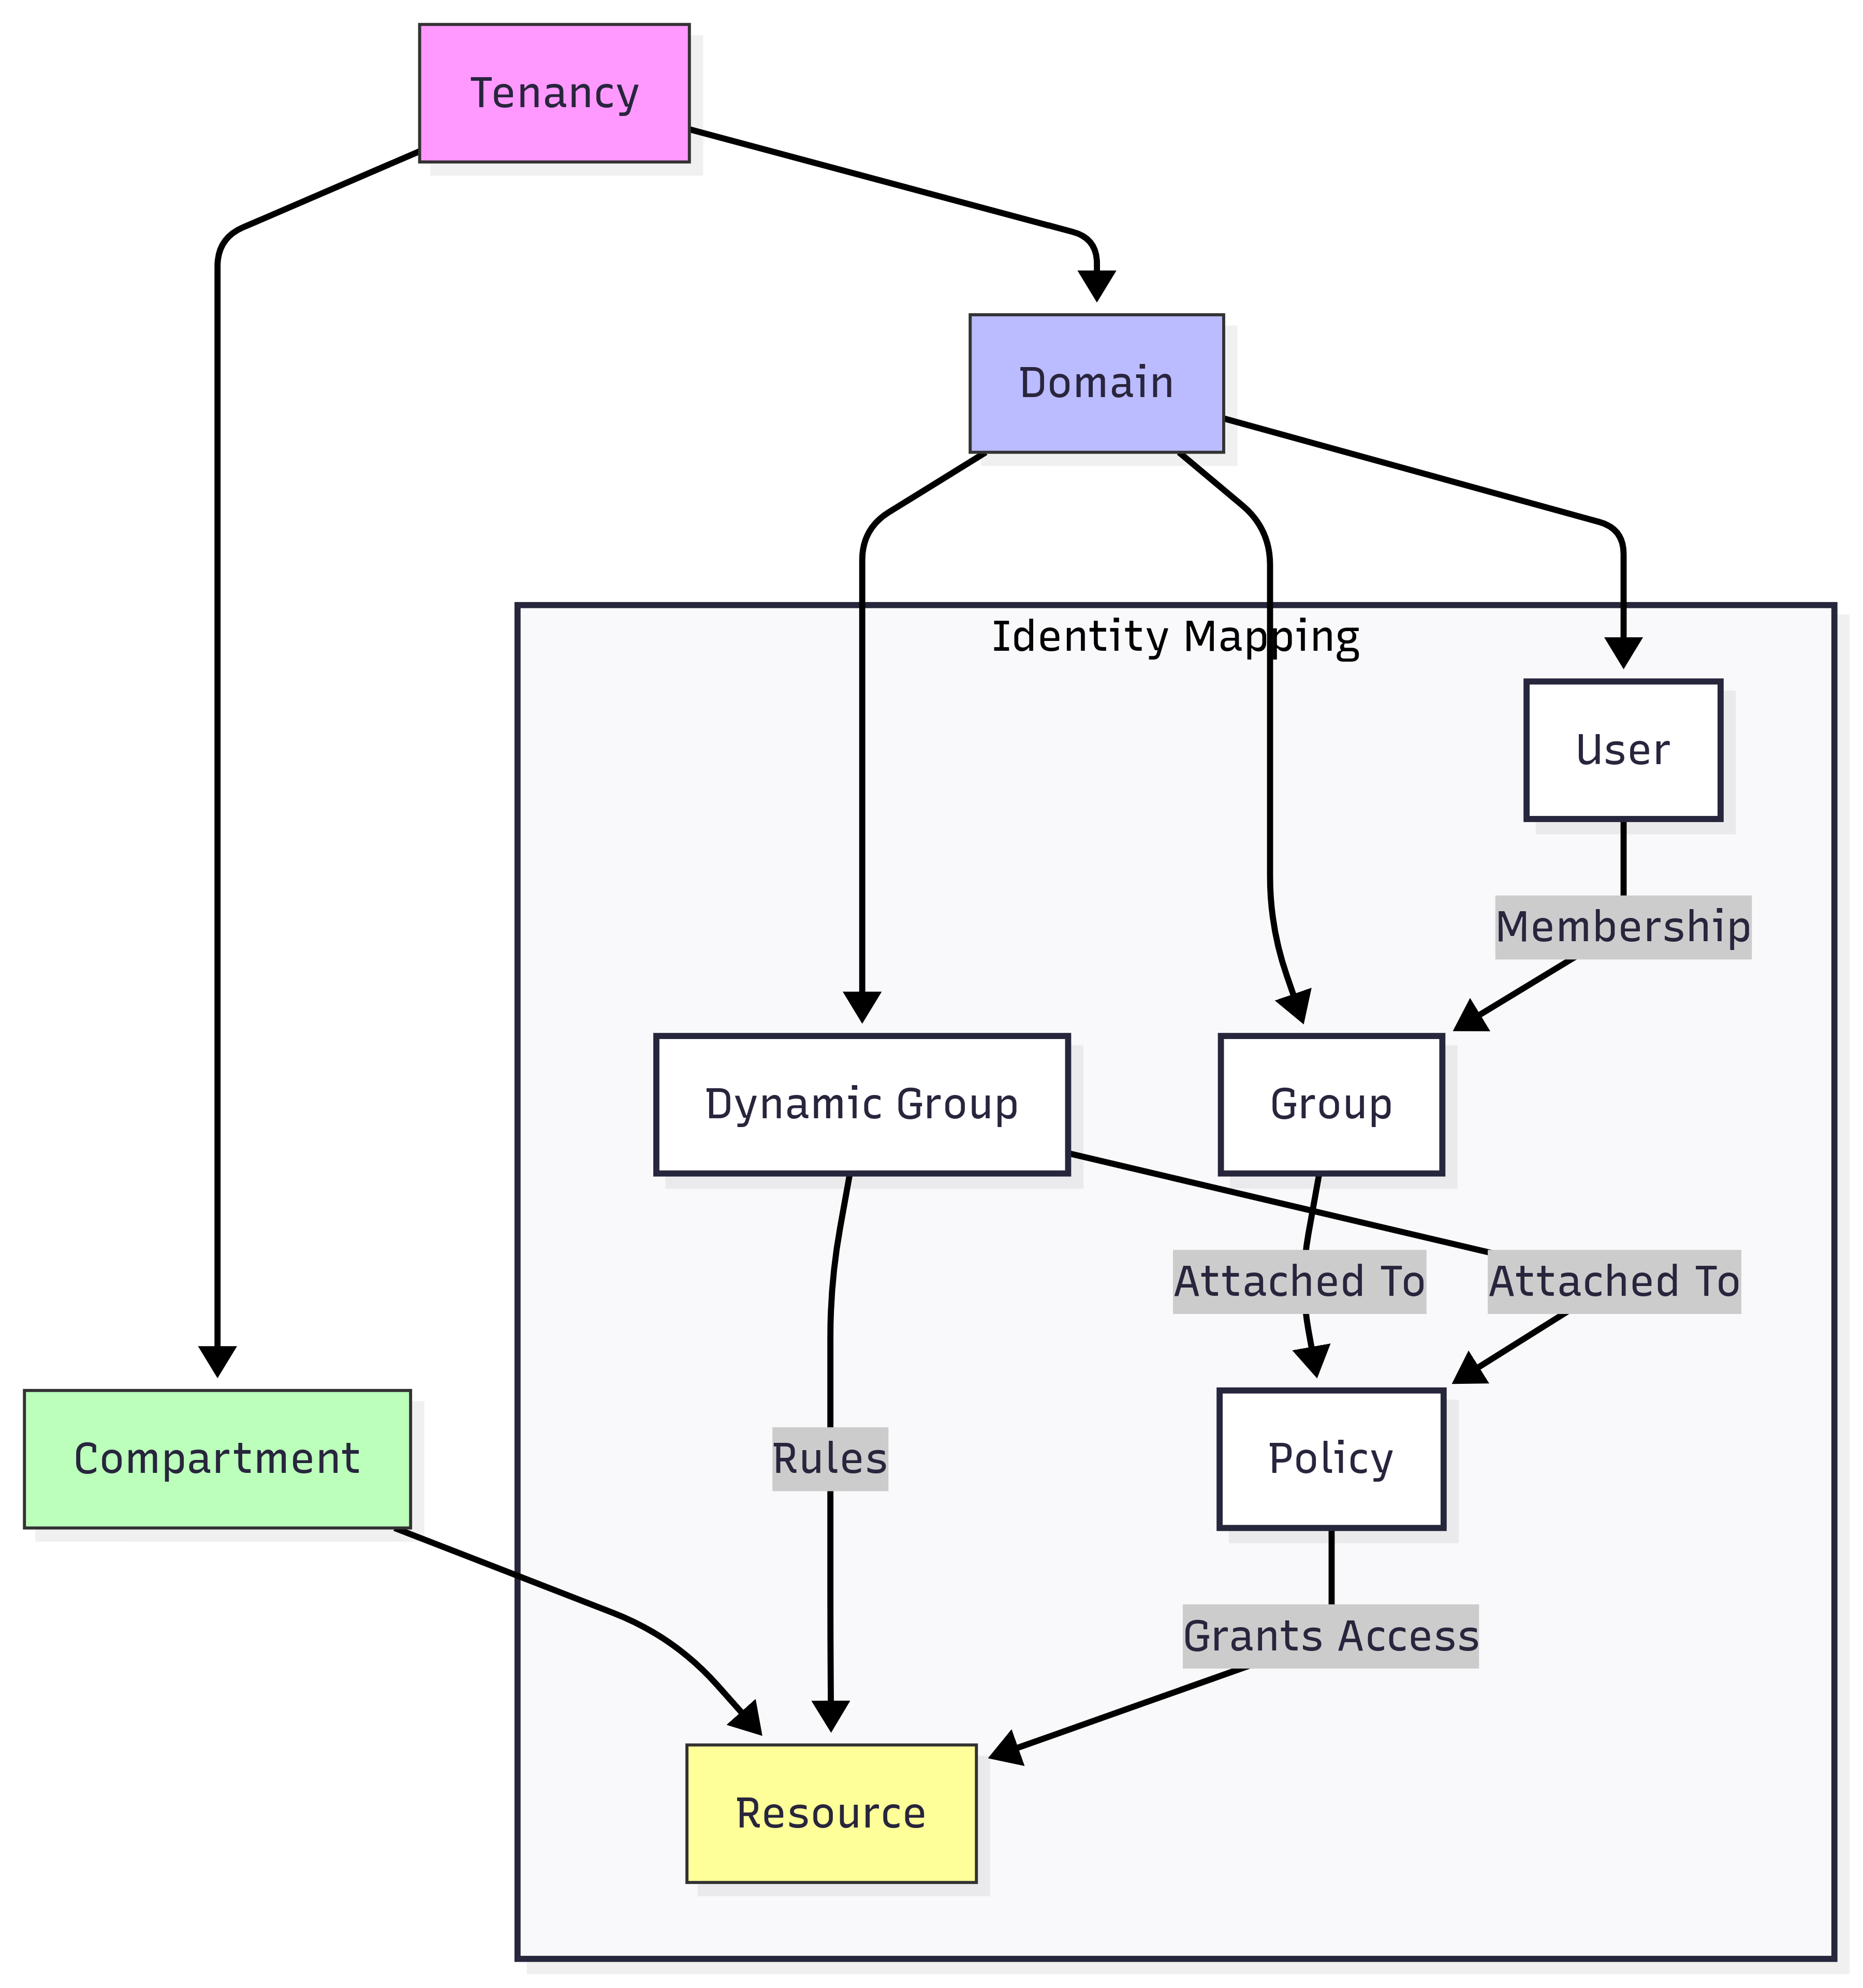 Tenancy
Domain
Identity Mapping
User
Membership
Dynamic Group
Group
Attached To
Attached To
Compartment
Rules
Policy
Grants Access
Resource